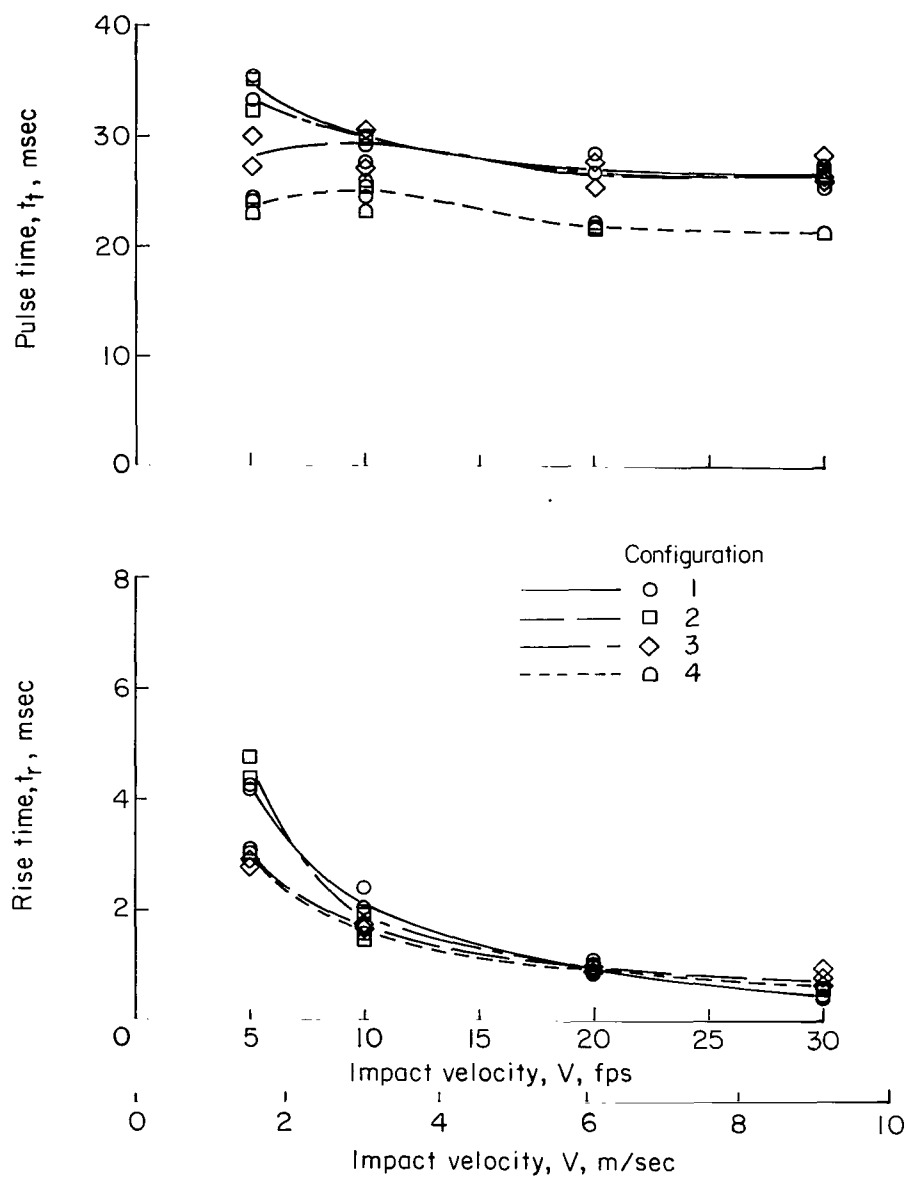 40
30
20
10
0
Pulse time, tt, msec
Configuration
1
2
3
4
8
6
4
2
0
Rise time, tr, msec
5 10 15 20 25 30
Impact velocity, V, fps
0 2 4 6 8 10
Impact velocity, V, m/sec